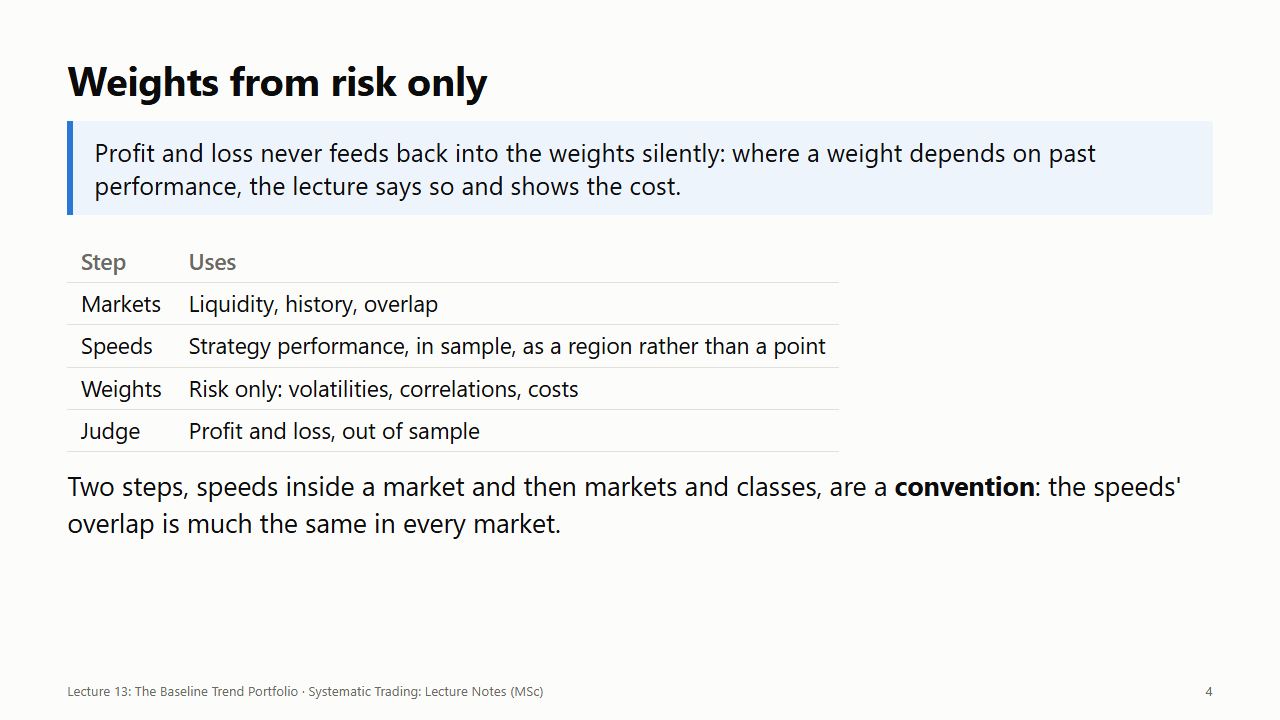 Weights from risk only
Profit and loss never feeds back into the weights silently: where a weight depends on past
performance, the lecture says so and shows the cost.
Step Uses
Markets Liquidity, history, overlap
Speeds Strategy performance, in sample, as a region rather than a point
Weights Risk only: volatilities, correlations, costs
Judge Profit and loss, out of sample
Two steps, speeds inside a market and then markets and classes, are a convention: the speeds'
overlap is much the same in every market.
Lecture 13: The Baseline Trend Portfolio · Systematic Trading: Lecture Notes (MSc) 4